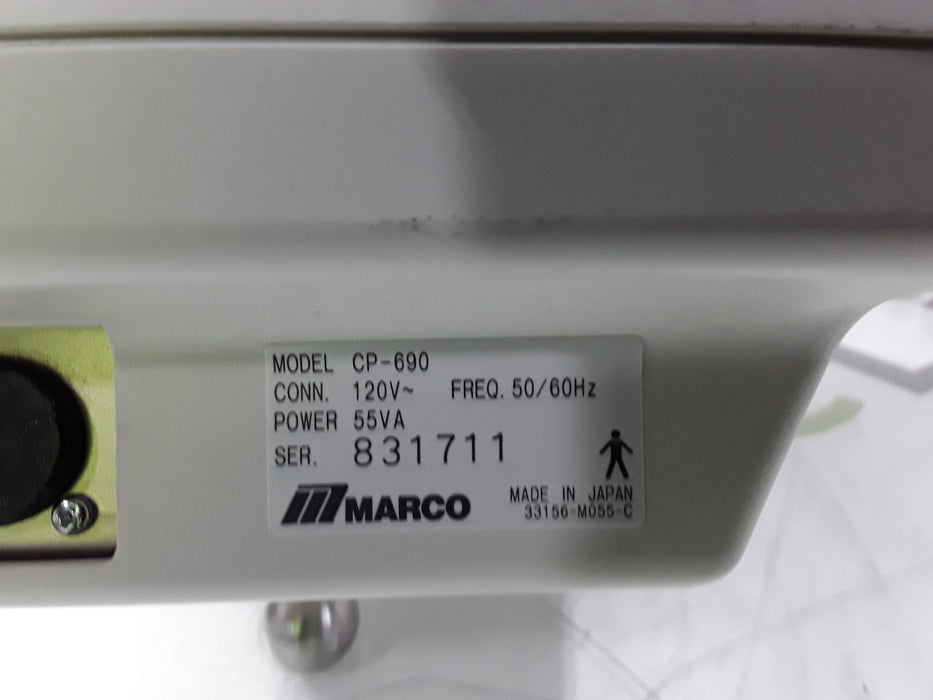 MODEL CP-690
CONN. 120V~ FREQ. 50/60Hz
POWER 55VA
SER. 831711
MARCO
MADE IN JAPAN
33156-M055-C